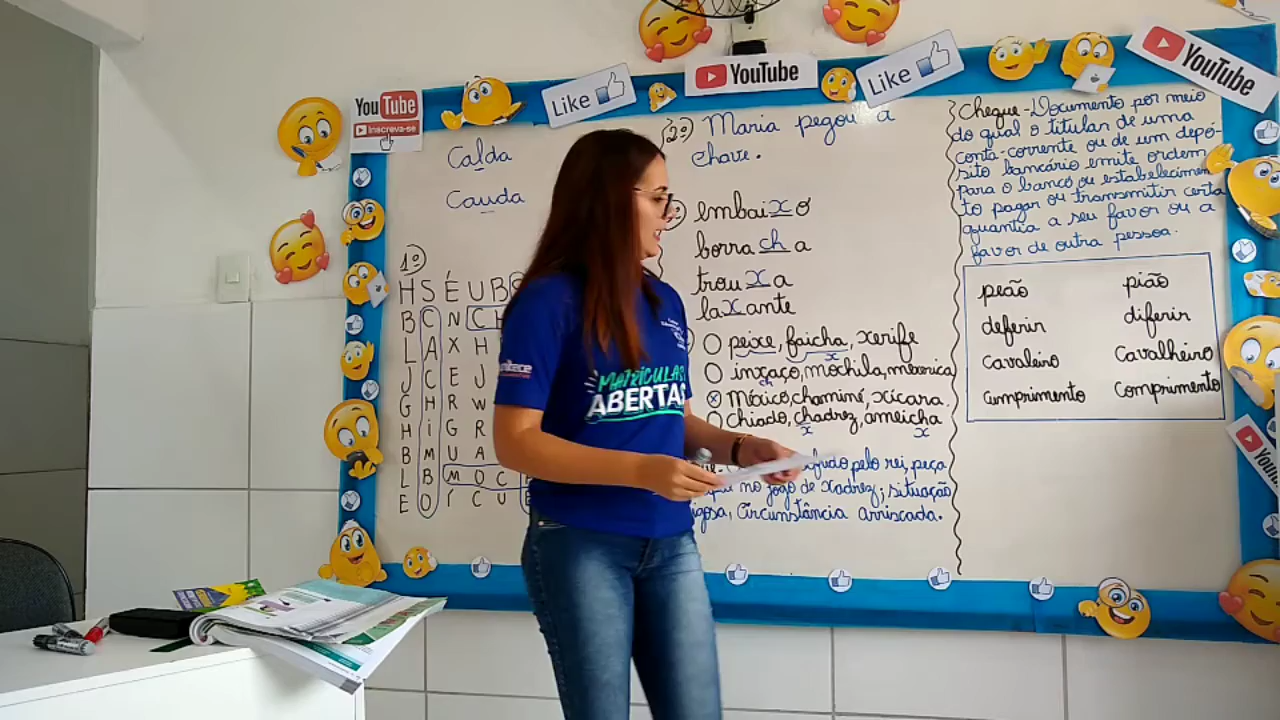 YouTube
Inscreva-se
Like
YouTube
Like
YouTube
Calda
Cauda
1º)
H S É U B
B C N C H
L A X H
J C E J
G H R W
H i G R
B M U A
L B M O C
E O Í C U
2º) Maria pegou a
chave.
embaixo
borracha
trouxa
laxante
peixe, faicha, xerife
x
inxaço, mochila, mexerica
ch
x México, chaminé, xícara.
chiado, chadrez, ameicha
x x
pelo rei, peça
no jogo de xadrez; situação
circunstância arriscada.
Cheque - Documento por meio
do qual o titular de uma
conta-corrente ou de um depó-
sito bancário emite ordem
para o banco ou estabelecimen
to pagar ou transmitir certa
quantia a seu favor ou a
favor de outra pessoa.
peão pião
deferir diferir
cavaleiro Cavalheiro
cumprimento comprimento
MATRÍCULAS
ABERTAS